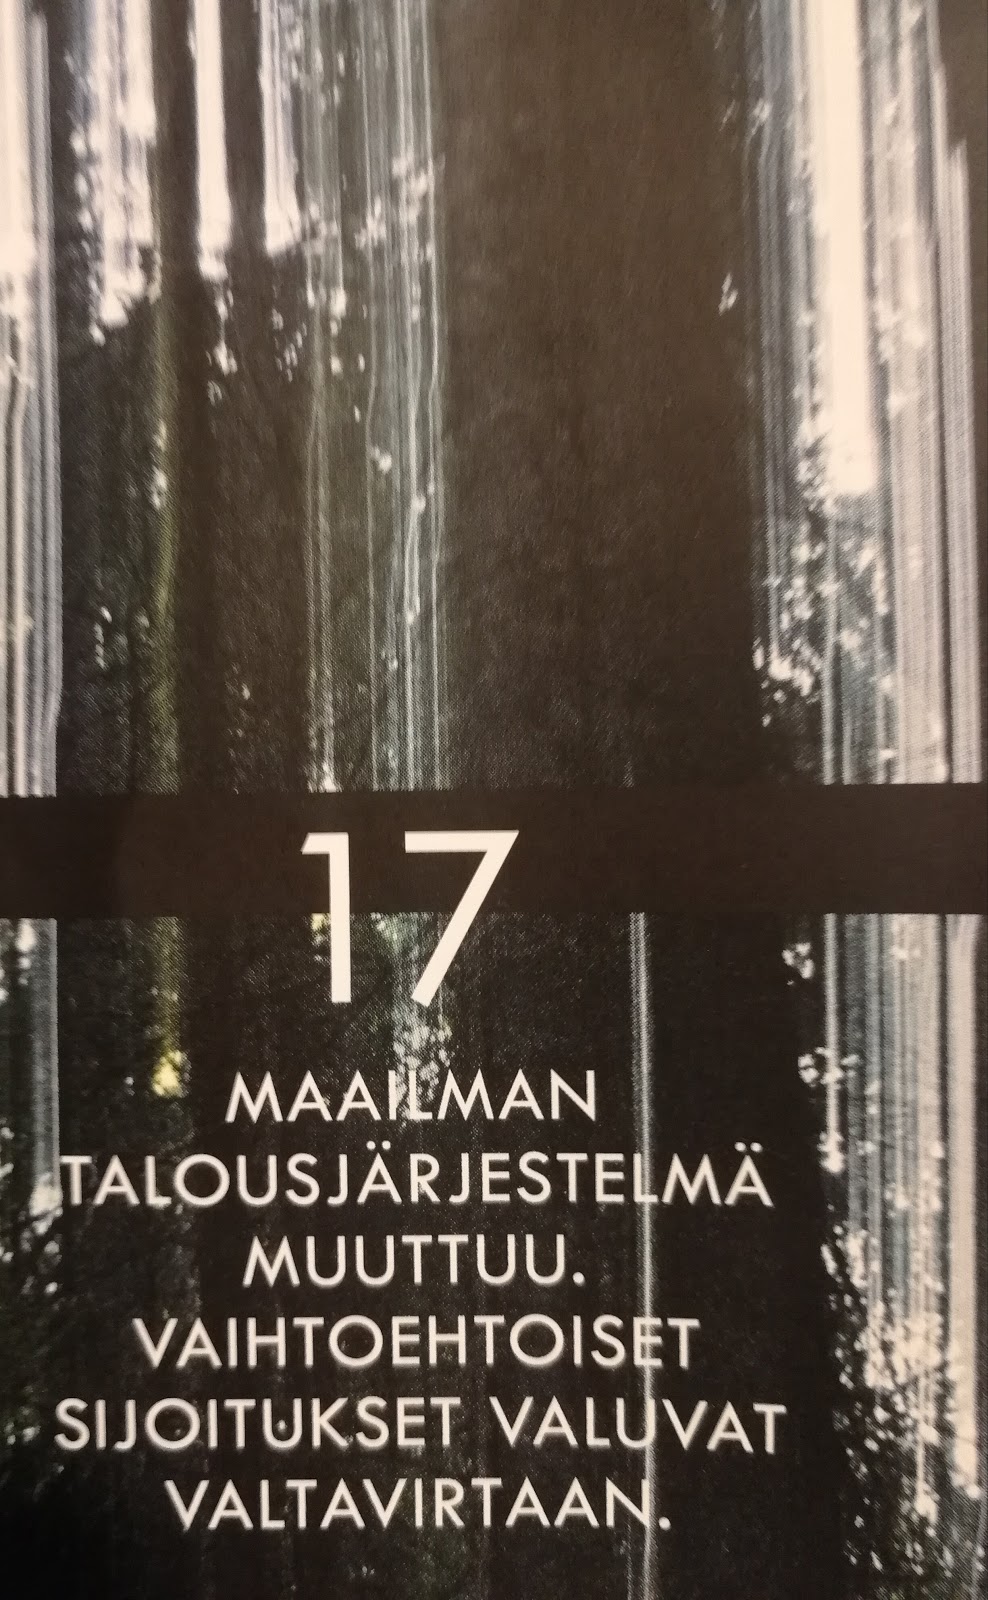 17
MAAILMAN
TALOUSJÄRJESTELMÄ
MUUTTUU.
VAIHTOEHTOISET
SIJOITUKSET VALUVAT
VALTAVIRTAAN.